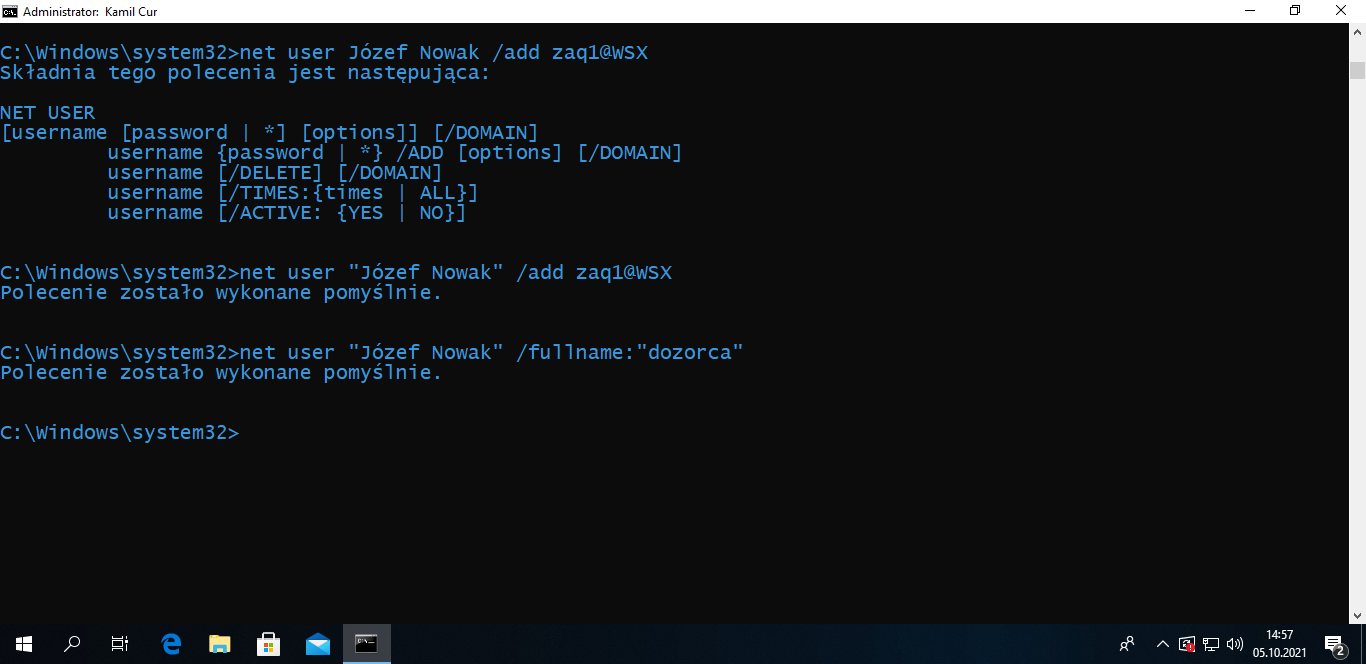 Administrator: Kamil Cur
C:\Windows\system32>net user Józef Nowak /add zaq1@WSX
Składnia tego polecenia jest następująca:
NET USER
[username [password | *] [options]] [/DOMAIN]
username {password | *} /ADD [options] [/DOMAIN]
username [/DELETE] [/DOMAIN]
username [/TIMES:{times | ALL}]
username [/ACTIVE: {YES | NO}]
C:\Windows\system32>net user "Józef Nowak" /add zaq1@WSX
Polecenie zostało wykonane pomyślnie.
C:\Windows\system32>net user "Józef Nowak" /fullname:"dozorca"
Polecenie zostało wykonane pomyślnie.
C:\Windows\system32>
14:57
05.10.2021
2